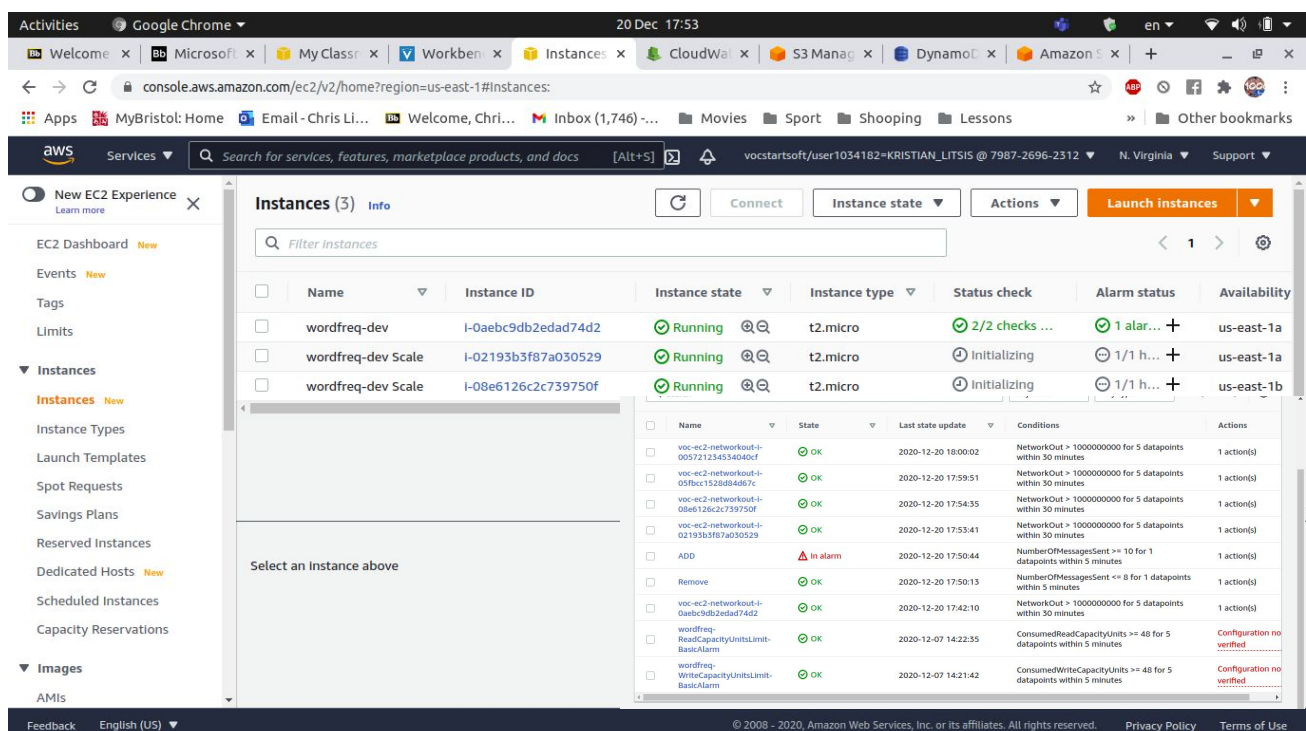 Activities Google Chrome ▾ 20 Dec 17:53 en ▾
Welcome Microsoft My Classr Workben Instances CloudWat S3 Manag DynamoD Amazon S
console.aws.amazon.com/ec2/v2/home?region=us-east-1#Instances:
Apps MyBristol: Home Email - Chris Li... Welcome, Chri... Inbox (1,746) -... Movies Sport Shopping Lessons » Other bookmarks
aws Services ▼ Search for services, features, marketplace products, and docs [Alt+S] vocstartsoft/user1034182=KRISTIAN_LITSIS @ 7987-2696-2312 ▼ N. Virginia ▼ Support ▼
New EC2 Experience
Learn more
EC2 Dashboard New
Events New
Tags
Limits
▼ Instances
Instances New
Instance Types
Launch Templates
Spot Requests
Savings Plans
Reserved Instances
Dedicated Hosts New
Scheduled Instances
Capacity Reservations
▼ Images
AMIs
Instances (3) Info Connect Instance state ▼ Actions ▼ Launch instances ▼
Filter instances < 1 >
Name Instance ID Instance state Instance type Status check Alarm status Availability
wordfreq-dev i-0aebc9db2edad74d2 Running t2.micro 2/2 checks ... 1 alar... + us-east-1a
wordfreq-dev Scale i-02193b3f87a030529 Running t2.micro Initializing 1/1 h... + us-east-1a
wordfreq-dev Scale i-08e6126c2c739750f Running t2.micro Initializing 1/1 h... + us-east-1b
Select an instance above
Name State Last state update Conditions Actions
voc-ec2-networkout-i-
005721234534040cf OK 2020-12-20 18:00:02 NetworkOut > 1000000000 for 5 datapoints
within 30 minutes 1 action(s)
voc-ec2-networkout-i-
05fbcc1528d84d67c OK 2020-12-20 17:59:51 NetworkOut > 1000000000 for 5 datapoints
within 30 minutes 1 action(s)
voc-ec2-networkout-i-
08e6126c2c739750f OK 2020-12-20 17:54:35 NetworkOut > 1000000000 for 5 datapoints
within 30 minutes 1 action(s)
voc-ec2-networkout-i-
02193b3f87a030529 OK 2020-12-20 17:53:41 NetworkOut > 1000000000 for 5 datapoints
within 30 minutes 1 action(s)
ADD In alarm 2020-12-20 17:50:44 NumberOfMessagesSent >= 10 for 1
datapoints within 5 minutes 1 action(s)
Remove OK 2020-12-20 17:50:13 NumberOfMessagesSent <= 8 for 1 datapoints
within 5 minutes 1 action(s)
voc-ec2-networkout-i-
0aebc9db2edad74d2 OK 2020-12-20 17:42:10 NetworkOut > 1000000000 for 5 datapoints
within 30 minutes 1 action(s)
wordfreq-
ReadCapacityUnitsLimit-
BasicAlarm OK 2020-12-07 14:22:35 ConsumedReadCapacityUnits >= 48 for 5
datapoints within 5 minutes Configuration no
verified
wordfreq-
WriteCapacityUnitsLimit-
BasicAlarm OK 2020-12-07 14:21:42 ConsumedWriteCapacityUnits >= 48 for 5
datapoints within 5 minutes Configuration no
verified
Feedback English (US) ▼ © 2008 - 2020, Amazon Web Services, Inc. or its affiliates. All rights reserved. Privacy Policy Terms of Use